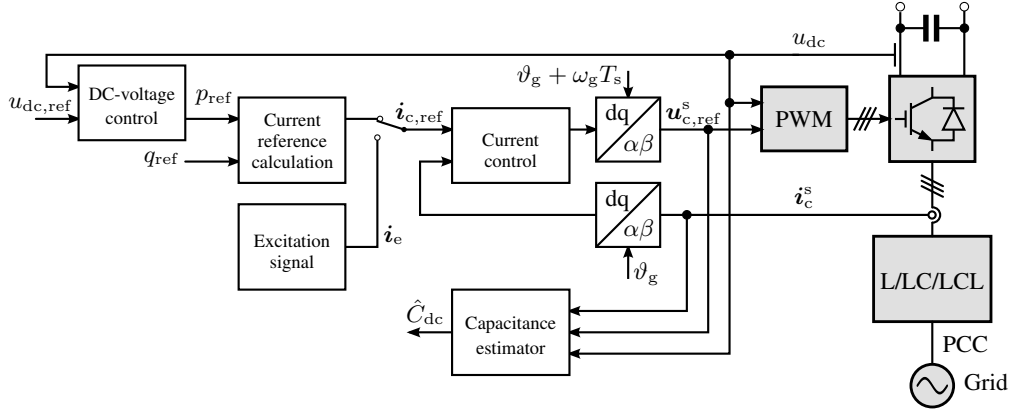 u_dc
DC-voltage
control
u_dc,ref
p_ref
q_ref
Current
reference
calculation
i_c,ref
Current
control
ϑ_g + ω_g T_s
dq
αβ
u^s_c,ref
PWM
Excitation
signal
i_e
dq
αβ
ϑ_g
i^s_c
L/LC/LCL
Ĉ_dc
Capacitance
estimator
PCC
Grid